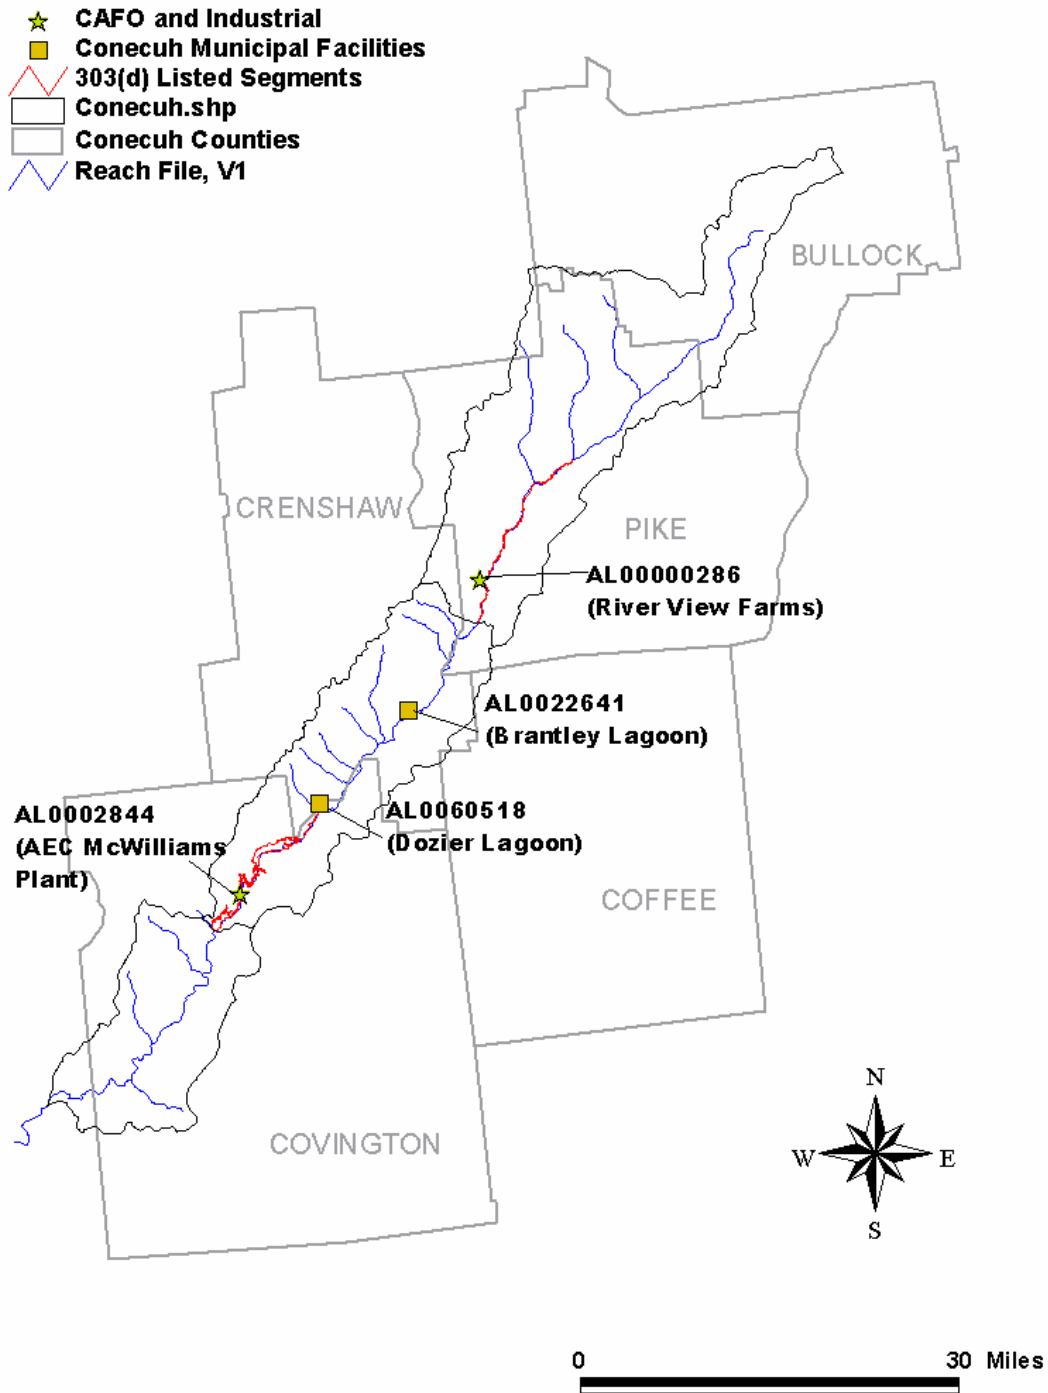 CAFO and Industrial
Conecuh Municipal Facilities
303(d) Listed Segments
Conecuh.shp
Conecuh Counties
Reach File, V1
BULLOCK
CRENSHAW
PIKE
AL00000286
(River View Farms)
AL0022641
(Brantley Lagoon)
AL0002844
(AEC McWilliams
Plant)
AL0060518
(Dozier Lagoon)
COFFEE
COVINGTON
N
W
E
S
0
30 Miles